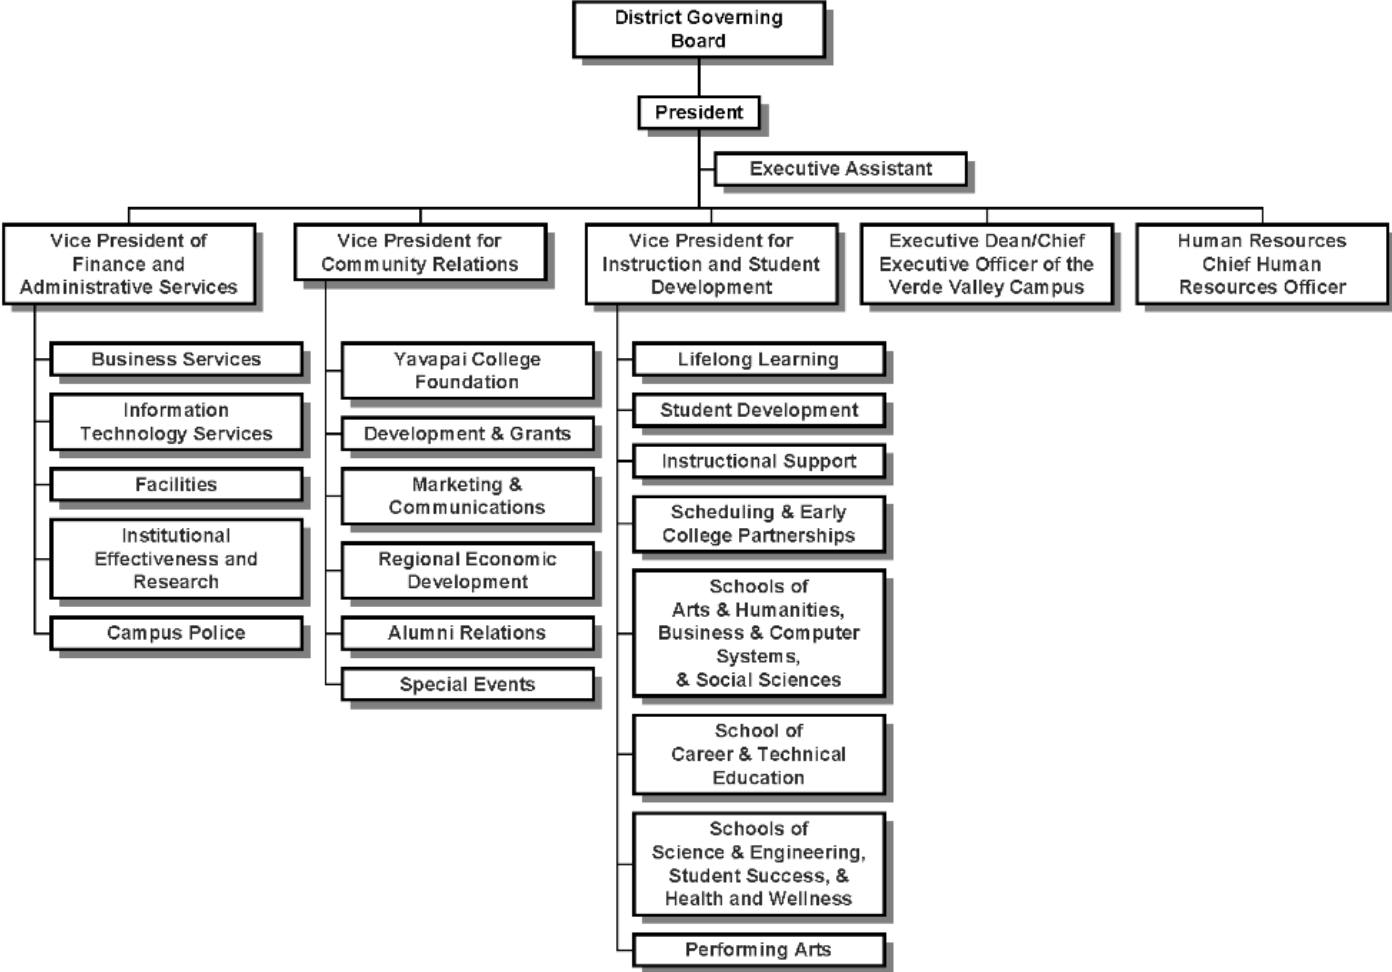 District Governing
Board
President
Executive Assistant
Vice President of
Finance and
Administrative Services
Vice President for
Community Relations
Vice President for
Instruction and Student
Development
Executive Dean/Chief
Executive Officer of the
Verde Valley Campus
Human Resources
Chief Human
Resources Officer
Business Services
Information
Technology Services
Facilities
Institutional
Effectiveness and
Research
Campus Police
Yavapai College
Foundation
Development & Grants
Marketing &
Communications
Regional Economic
Development
Alumni Relations
Special Events
Lifelong Learning
Student Development
Instructional Support
Scheduling & Early
College Partnerships
Schools of
Arts & Humanities,
Business & Computer
Systems,
& Social Sciences
School of
Career & Technical
Education
Schools of
Science & Engineering,
Student Success, &
Health and Wellness
Performing Arts